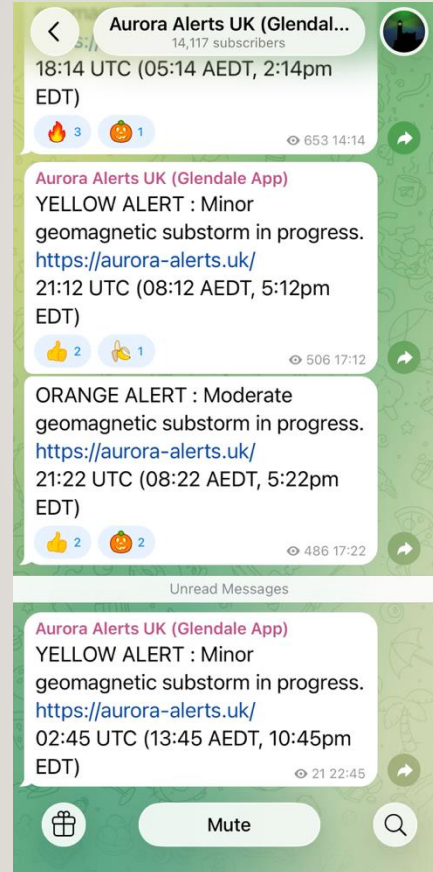 Aurora Alerts UK (Glendal...
14,117 subscribers
18:14 UTC (05:14 AEDT, 2:14pm
EDT)
3 1
653 14:14
Aurora Alerts UK (Glendale App)
YELLOW ALERT : Minor
geomagnetic substorm in progress.
https://aurora-alerts.uk/
21:12 UTC (08:12 AEDT, 5:12pm
EDT)
2 1
506 17:12
ORANGE ALERT : Moderate
geomagnetic substorm in progress.
https://aurora-alerts.uk/
21:22 UTC (08:22 AEDT, 5:22pm
EDT)
2 2
486 17:22
Unread Messages
Aurora Alerts UK (Glendale App)
YELLOW ALERT : Minor
geomagnetic substorm in progress.
https://aurora-alerts.uk/
02:45 UTC (13:45 AEDT, 10:45pm
EDT)
21 22:45
Mute